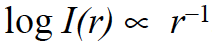 log I(r) ∝ r⁻¹